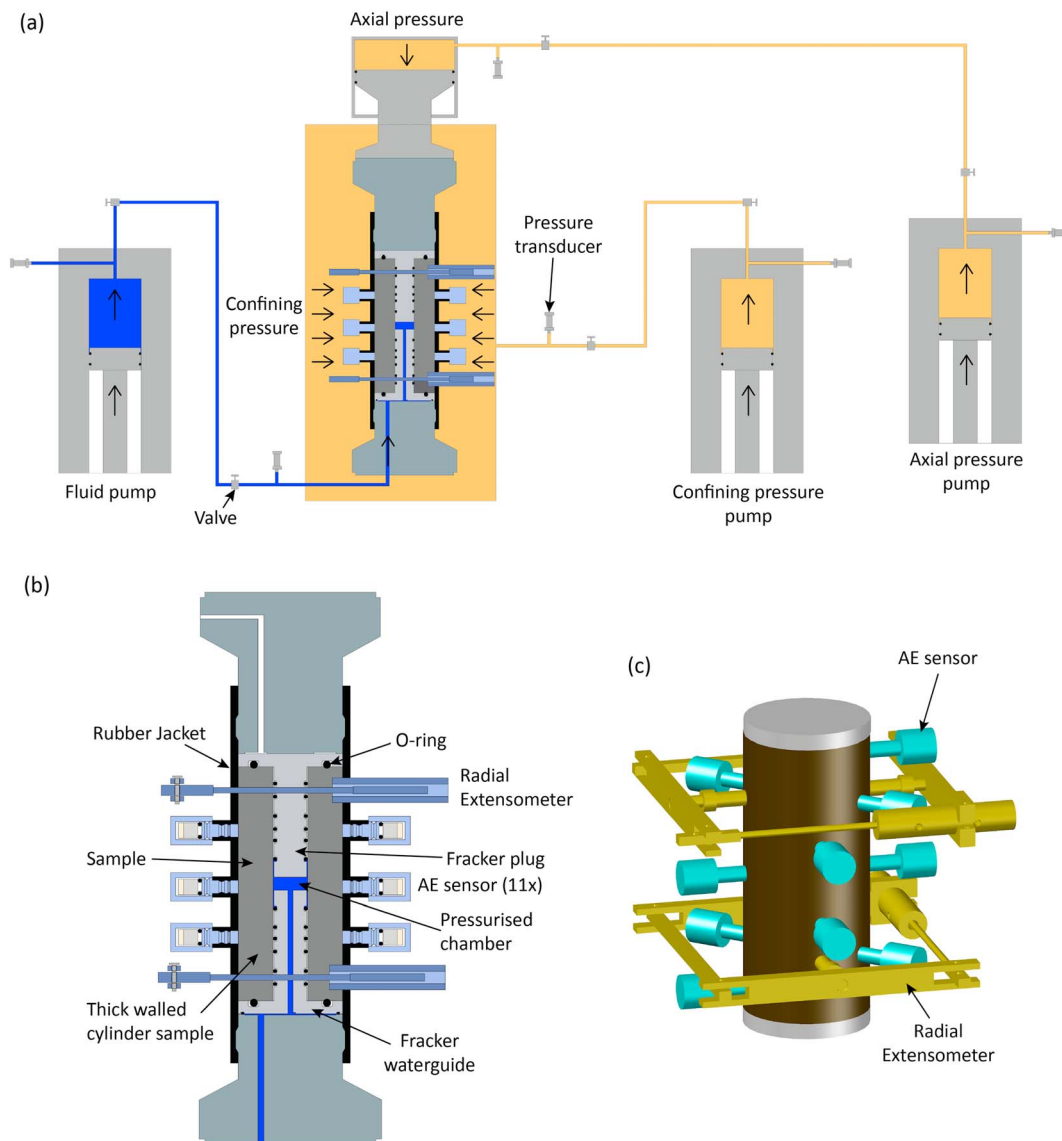 (a)
Axial pressure
Pressure
transducer
Confining
pressure
Fluid pump
Valve
Confining pressure
pump
Axial pressure
pump
(b)
Rubber Jacket
O-ring
Radial
Extensometer
Sample
Fracker plug
AE sensor (11x)
Pressurised
chamber
Thick walled
cylinder sample
Fracker
waterguide
(c)
AE sensor
Radial
Extensometer